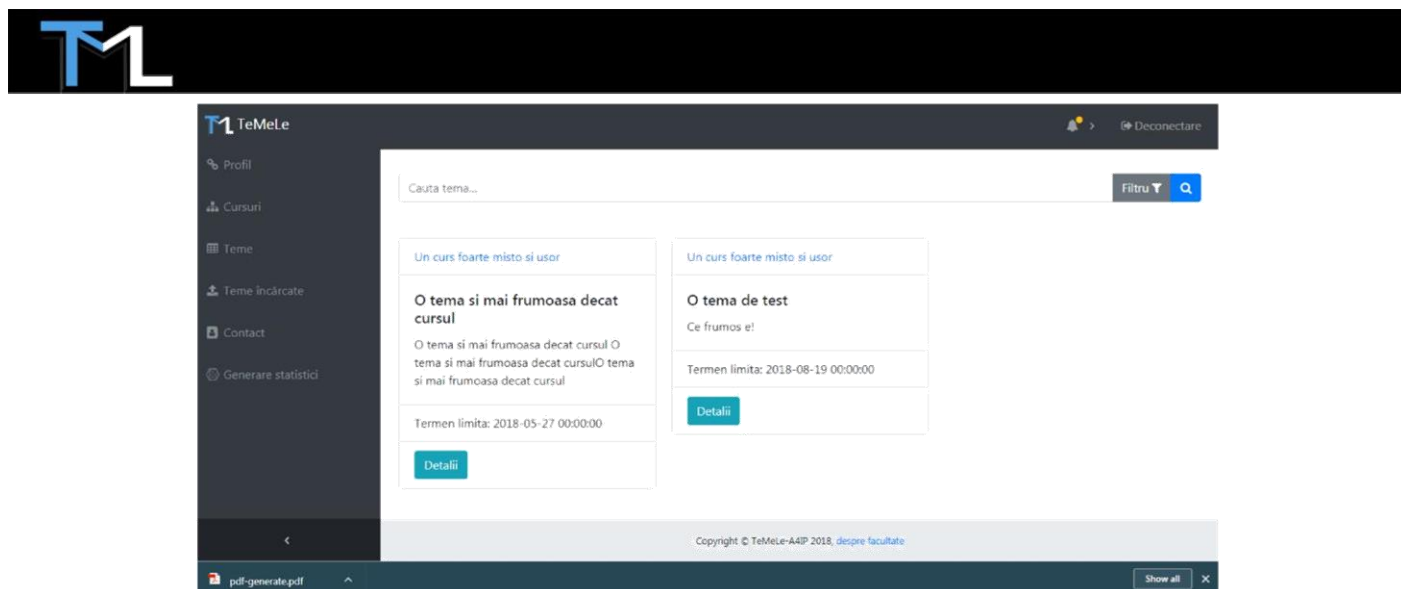 TML
TML TeMeLe
Deconectare
Profil
Cursuri
Teme
Teme încărcate
Contact
Generare statistici
Cauta tema...
Filtru
Un curs foarte misto si usor
O tema si mai frumoasa decat
cursul
O tema si mai frumoasa decat cursul O
tema si mai frumoasa decat cursulO tema
si mai frumoasa decat cursul
Termen limita: 2018-05-27 00:00:00
Detalii
Un curs foarte misto si usor
O tema de test
Ce frumos e!
Termen limita: 2018-08-19 00:00:00
Detalii
Copyright © TeMeLe-A4IP 2018, despre facultate
pdf-generate.pdf
Show all